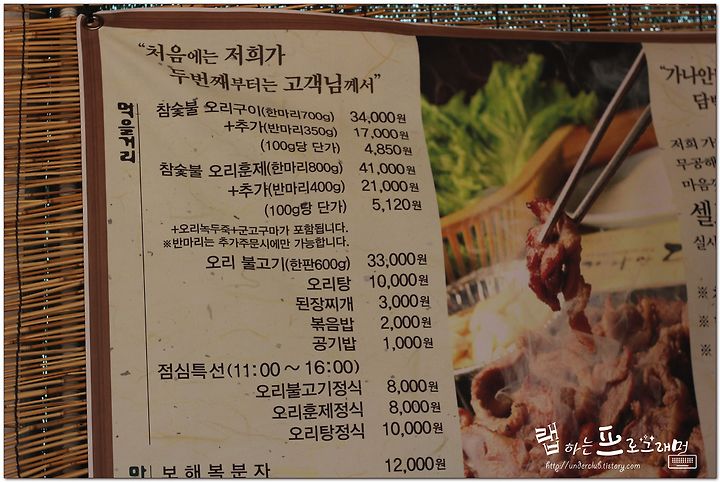 “처음에는 저희가
두번째부터는 고객님께서”
먹을거리
참숯불 오리구이(한마리700g) 34,000원
+추가(반마리350g) 17,000원
(100g당 단가) 4,850원
참숯불 오리훈제(한마리800g) 41,000원
+추가(반마리400g) 21,000원
(100g당 단가) 5,120원
+오리녹두죽+군고구마가 포함됩니다.
※반마리는 추가주문시에만 가능합니다.
오리 불고기(한판600g) 33,000원
오리탕 10,000원
된장찌개 3,000원
볶음밥 2,000원
공기밥 1,000원
점심특선(11:00 ~ 16:00)
오리불고기정식 8,000원
오리훈제정식 8,000원
오리탕정식 10,000원
보해복분자 12,000원
“가나안
저희 가
무공해
마음
셀
실시
※
※
※
랩하는프로그래머
http://underclub.tistory.com